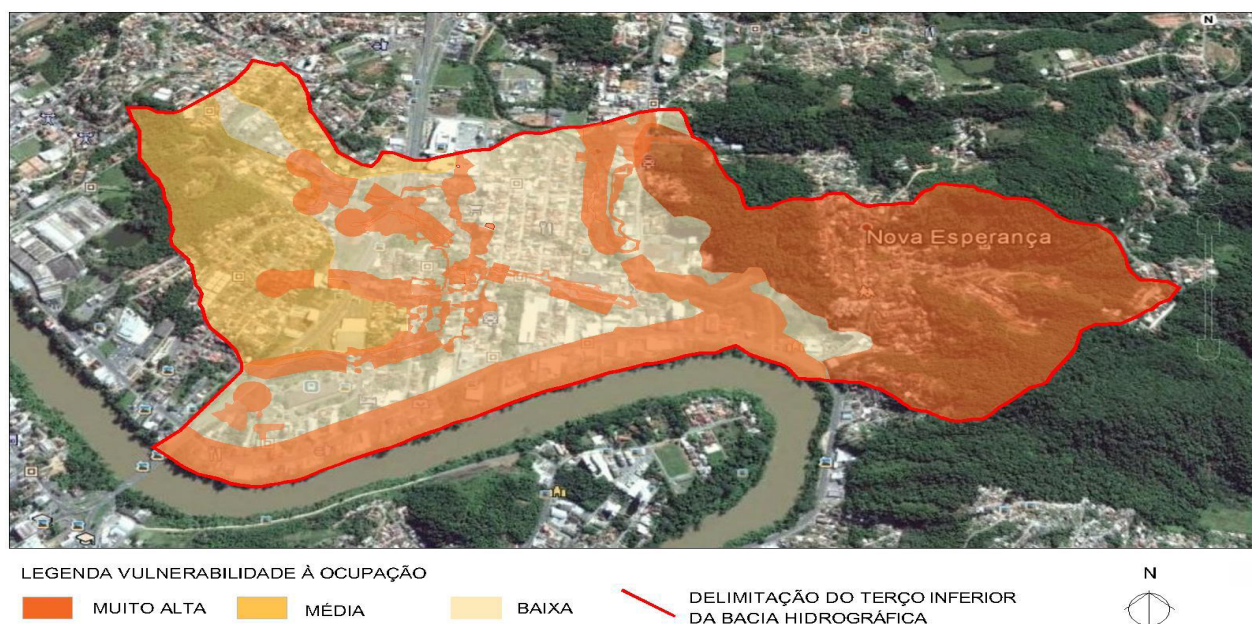 N
Nova Esperança
LEGENDA VULNERABILIDADE À OCUPAÇÃO
MUITO ALTA
MÉDIA
BAIXA
DELIMITAÇÃO DO TERÇO INFERIOR
DA BACIA HIDROGRÁFICA
N